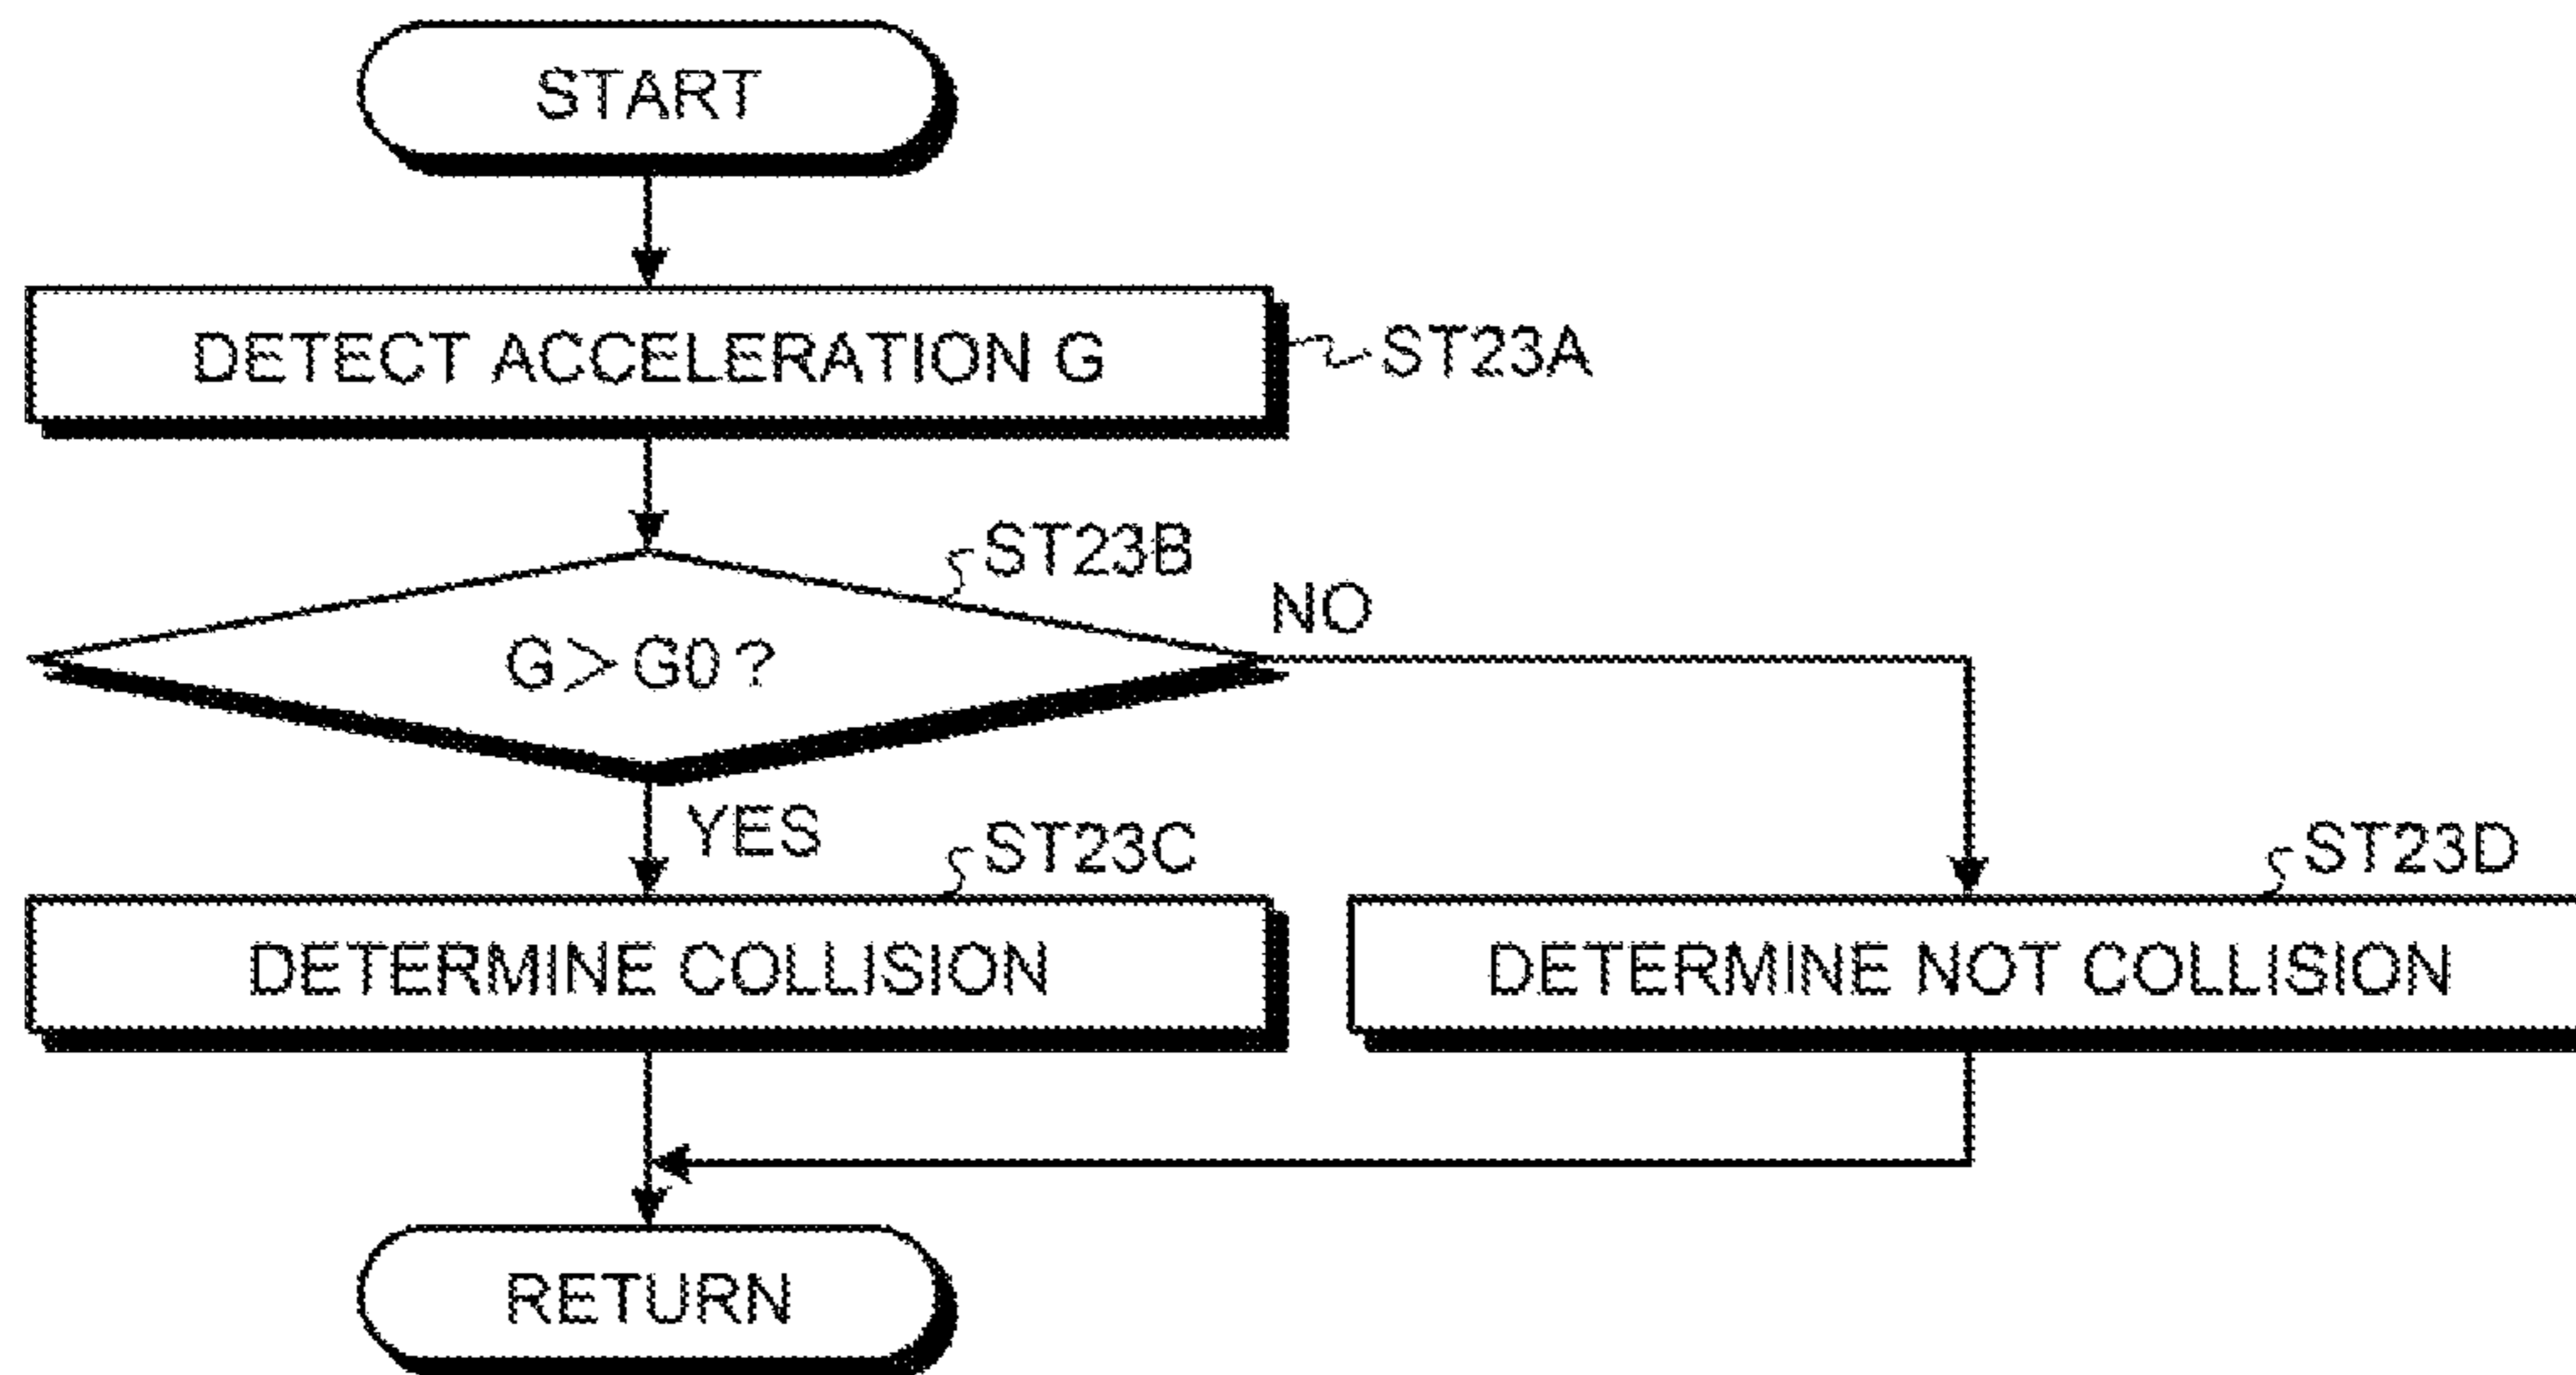 START
DETECT ACCELERATION G
ST23A
ST23B
G>G0?
NO
YES
ST23C
ST23D
DETERMINE COLLISION
DETERMINE NOT COLLISION
RETURN